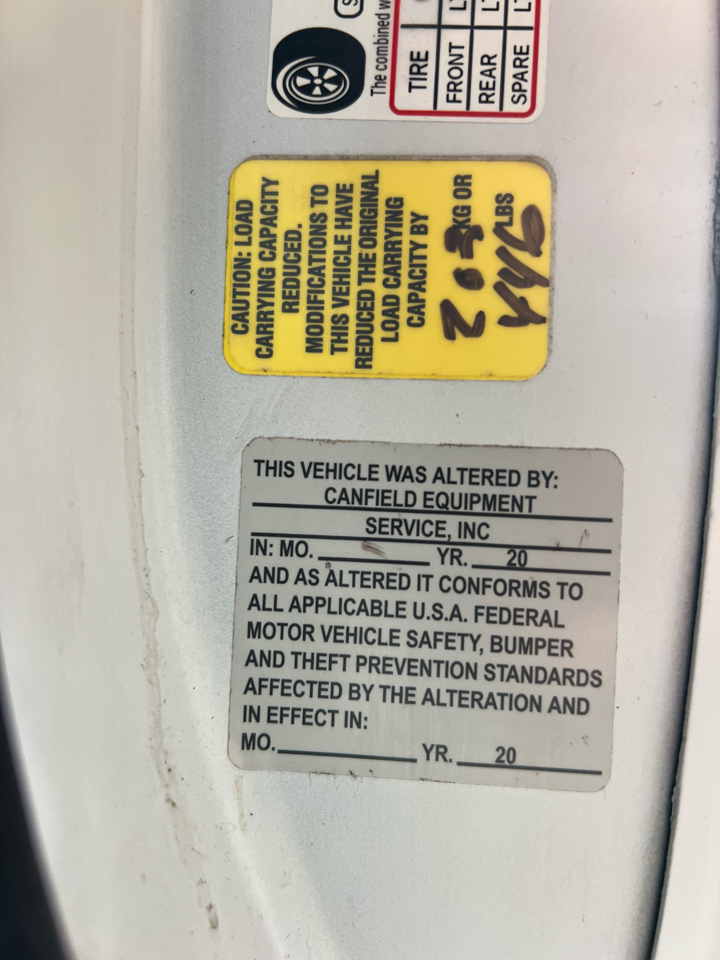 The combined
TIRE
FRONT
REAR
SPARE
CAUTION: LOAD
CARRYING CAPACITY
REDUCED.
MODIFICATIONS TO
THIS VEHICLE HAVE
REDUCED THE ORIGINAL
LOAD CARRYING
CAPACITY BY
203 KG OR
446 LBS
THIS VEHICLE WAS ALTERED BY:
CANFIELD EQUIPMENT
SERVICE, INC
IN: MO. YR. 20
AND AS ALTERED IT CONFORMS TO
ALL APPLICABLE U.S.A. FEDERAL
MOTOR VEHICLE SAFETY, BUMPER
AND THEFT PREVENTION STANDARDS
AFFECTED BY THE ALTERATION AND
IN EFFECT IN:
MO. YR. 20